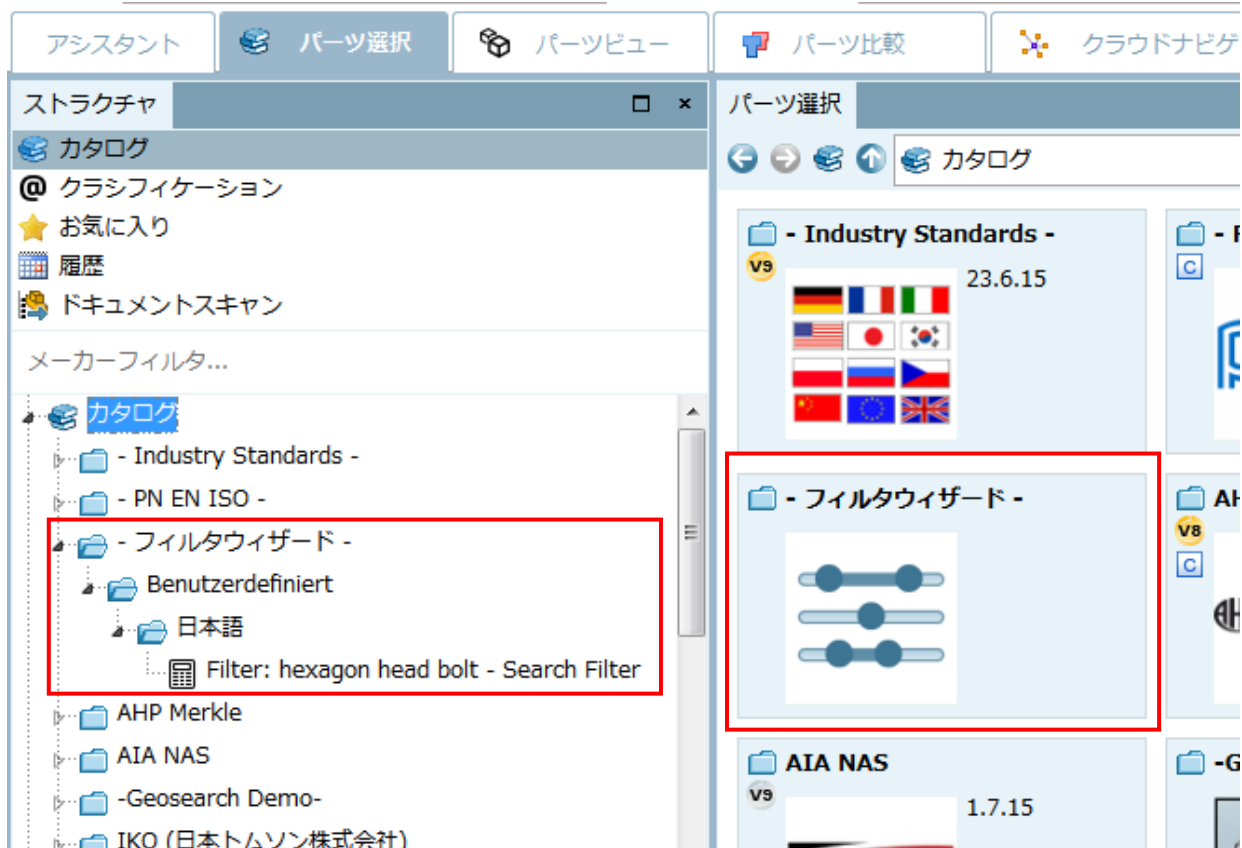 アシスタント
パーツ選択
パーツビュー
パーツ比較
クラウドナビゲ
ストラクチャ
カタログ
クラシフィケーション
お気に入り
履歴
ドキュメントスキャン
メーカーフィルタ...
カタログ
- Industry Standards -
- PN EN ISO -
- フィルタウィザード -
Benutzerdefiniert
日本語
Filter: hexagon head bolt - Search Filter
AHP Merkle
AIA NAS
-Geosearch Demo-
IKO (日本トムソン株式会社)
パーツ選択
カタログ
- Industry Standards -
V9
23.6.15
C
- フィルタウィザード -
V8
C
AIA NAS
V9
1.7.15
-G